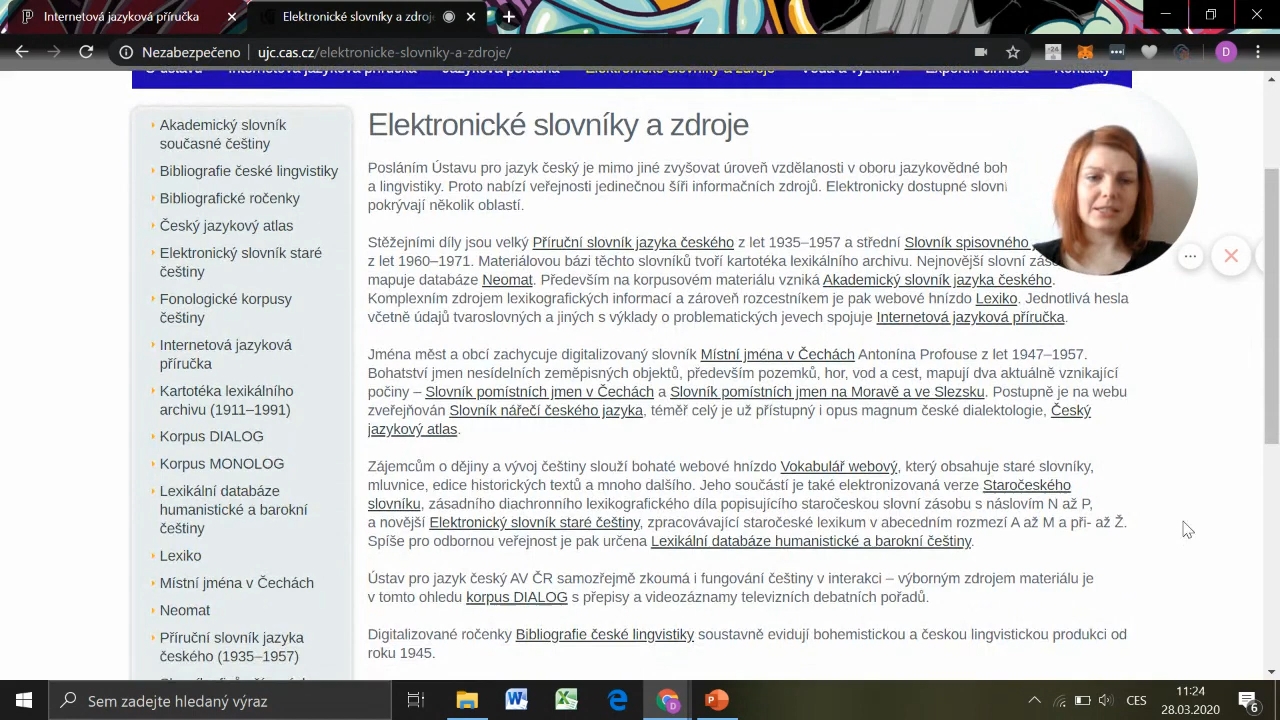 Internetová jazyková příručka
Elektronické slovníky a zdroje
Nezabezpečeno
ujc.cas.cz/elektronicke-slovniky-a-zdroje/
-24
D
Elektronické slovníky a zdroje
Akademický slovník
současné češtiny
Bibliografie české lingvistiky
Bibliografické ročenky
Český jazykový atlas
Elektronický slovník staré
češtiny
Fonologické korpusy
češtiny
Internetová jazyková
příručka
Kartotéka lexikálního
archivu (1911–1991)
Korpus DIALOG
Korpus MONOLOG
Lexikální databáze
humanistické a barokní
češtiny
Lexiko
Místní jména v Čechách
Neomat
Příruční slovník jazyka
českého (1935–1957)
Elektronické slovníky a zdroje
Posláním Ústavu pro jazyk český je mimo jiné zvyšovat úroveň vzdělanosti v oboru jazykovědné boh
a lingvistiky. Proto nabízí veřejnosti jedinečnou šíři informačních zdrojů. Elektronicky dostupné slovni
pokrývají několik oblastí.
Stěžejními díly jsou velký Příruční slovník jazyka českého z let 1935–1957 a střední Slovník spisovného
z let 1960–1971. Materiálovou bázi těchto slovníků tvoří kartotéka lexikálního archivu. Nejnovější slovní zás
mapuje databáze Neomat. Především na korpusovém materiálu vzniká Akademický slovník jazyka českého.
Komplexním zdrojem lexikografických informací a zároveň rozcestníkem je pak webové hnízdo Lexiko. Jednotlivá hesla
včetně údajů tvaroslovných a jiných s výklady o problematických jevech spojuje Internetová jazyková příručka.
Jména měst a obcí zachycuje digitalizovaný slovník Místní jména v Čechách Antonína Profouse z let 1947–1957.
Bohatství jmen nesídelních zeměpisných objektů, především pozemků, hor, vod a cest, mapují dva aktuálně vznikající
počiny – Slovník pomístních jmen v Čechách a Slovník pomístních jmen na Moravě a ve Slezsku. Postupně je na webu
zveřejňován Slovník nářečí českého jazyka, téměř celý je už přístupný i opus magnum české dialektologie, Český
jazykový atlas.
Zájemcům o dějiny a vývoj češtiny slouží bohaté webové hnízdo Vokabulář webový, který obsahuje staré slovníky,
mluvnice, edice historických textů a mnoho dalšího. Jeho součástí je také elektronizovaná verze Staročeského
slovníku, zásadního diachronního lexikografického díla popisujícího staročeskou slovní zásobu s náslovím N až P,
a novější Elektronický slovník staré češtiny, zpracovávající staročeské lexikum v abecedním rozmezí A až M a při- až Ž.
Spíše pro odbornou veřejnost je pak určena Lexikální databáze humanistické a barokní češtiny.
Ústav pro jazyk český AV ČR samozřejmě zkoumá i fungování češtiny v interakci – výborným zdrojem materiálu je
v tomto ohledu korpus DIALOG s přepisy a videozáznamy televizních debatních pořadů.
Digitalizované ročenky Bibliografie české lingvistiky soustavně evidují bohemistickou a českou lingvistickou produkci od
roku 1945.
Sem zadejte hledaný výraz
CES
11:24
28.03.2020
6